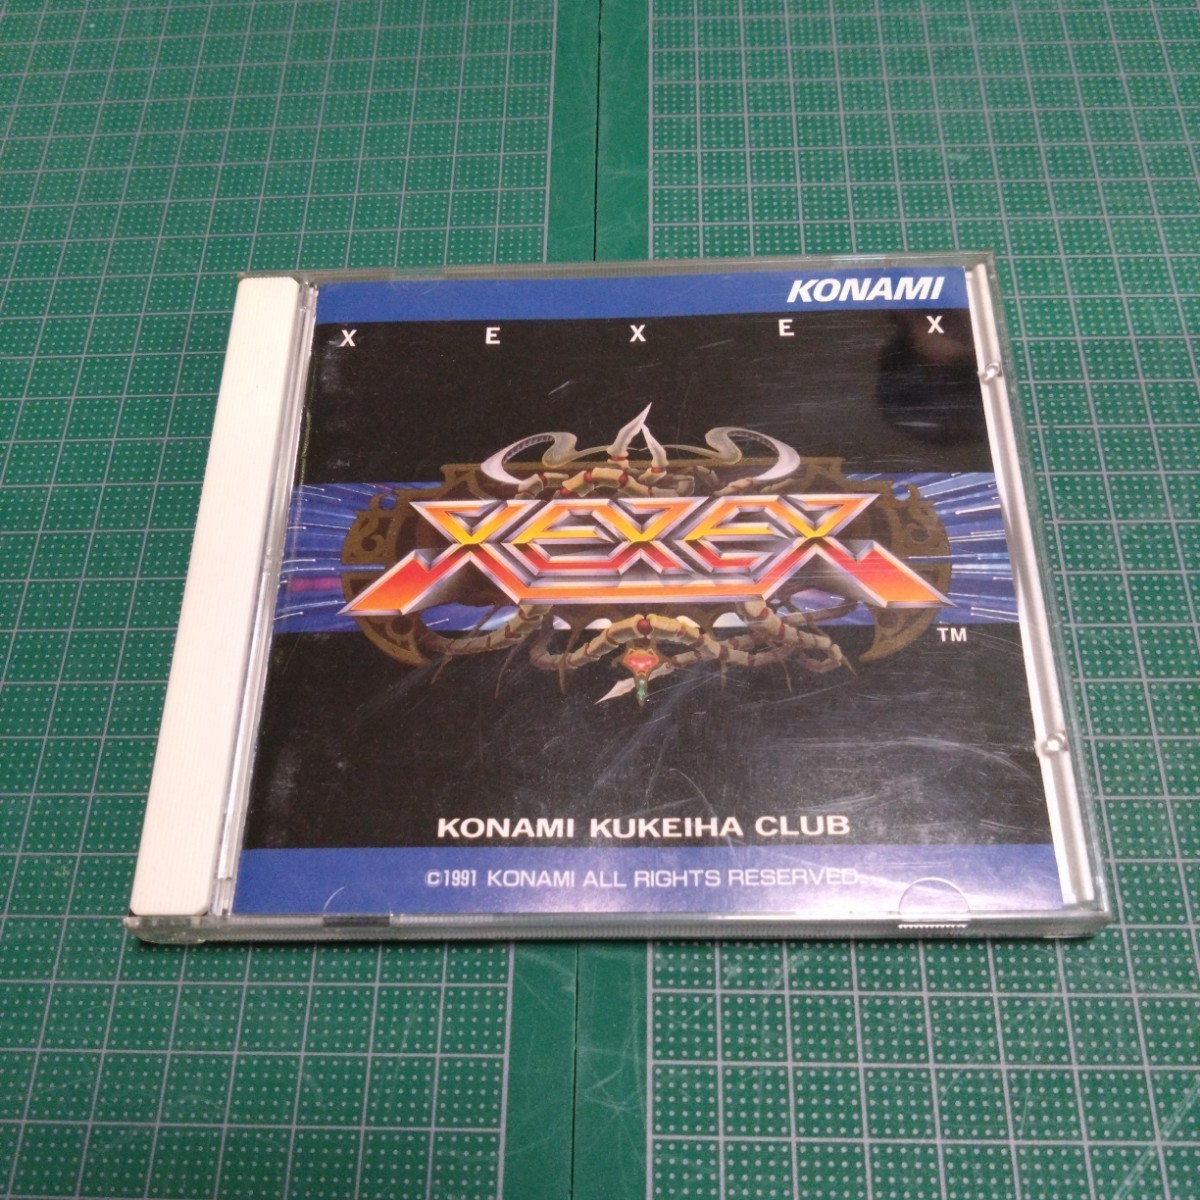 KONAMI
X E X E X
XEXEX
TM
KONAMI KUKEIHA CLUB
©1991 KONAMI ALL RIGHTS RESERVED.